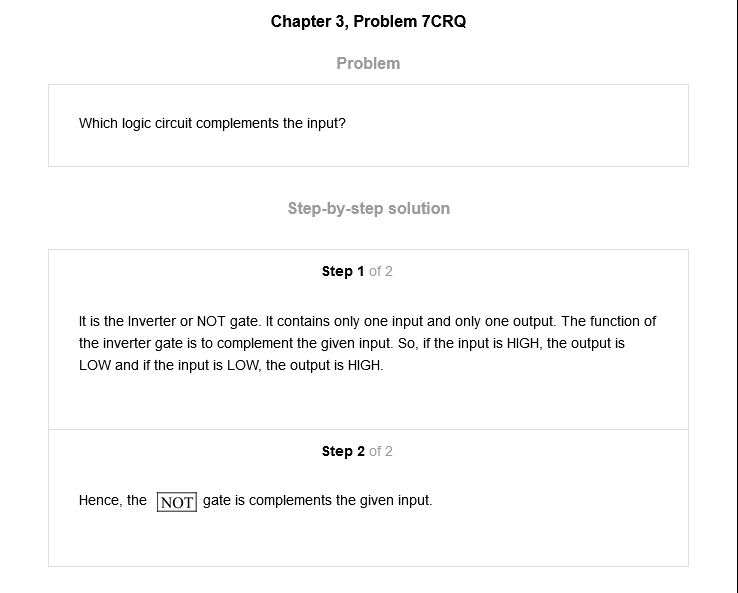 Chapter 3, Problem 7CRQ
Problem
Which logic circuit complements the input?
Step-by-step solution
Step 1 of 2
It is the Inverter or NOT gate. It contains only one input and only one output. The function of
the inverter gate is to complement the given input. So, if the input is HIGH, the output is
LOW and if the input is LOW, the output is HIGH.
Step 2 of 2
Hence, the NOT gate is complements the given input.